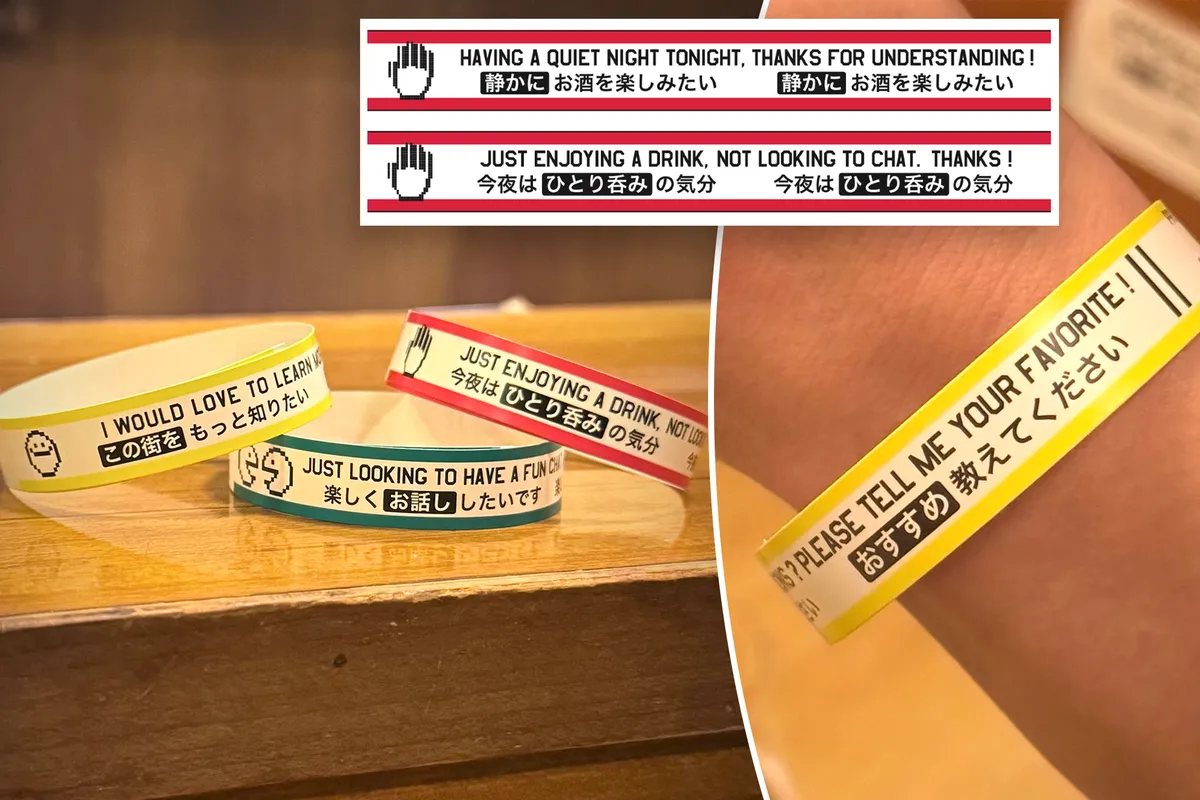 HAVING A QUIET NIGHT TONIGHT, THANKS FOR UNDERSTANDING !
静かに お酒を楽しみたい 静かに お酒を楽しみたい
JUST ENJOYING A DRINK, NOT LOOKING TO CHAT. THANKS !
今夜は ひとり呑み の気分 今夜は ひとり呑み の気分
I WOULD LOVE TO LEARN
この街を もっと知りたい
JUST ENJOYING A DRINK, NOT
今夜は ひとり呑み の気分
JUST LOOKING TO HAVE A FUN
楽しく お話し したいです
? PLEASE TELL ME YOUR FAVORITE !
おすすめ 教えてください